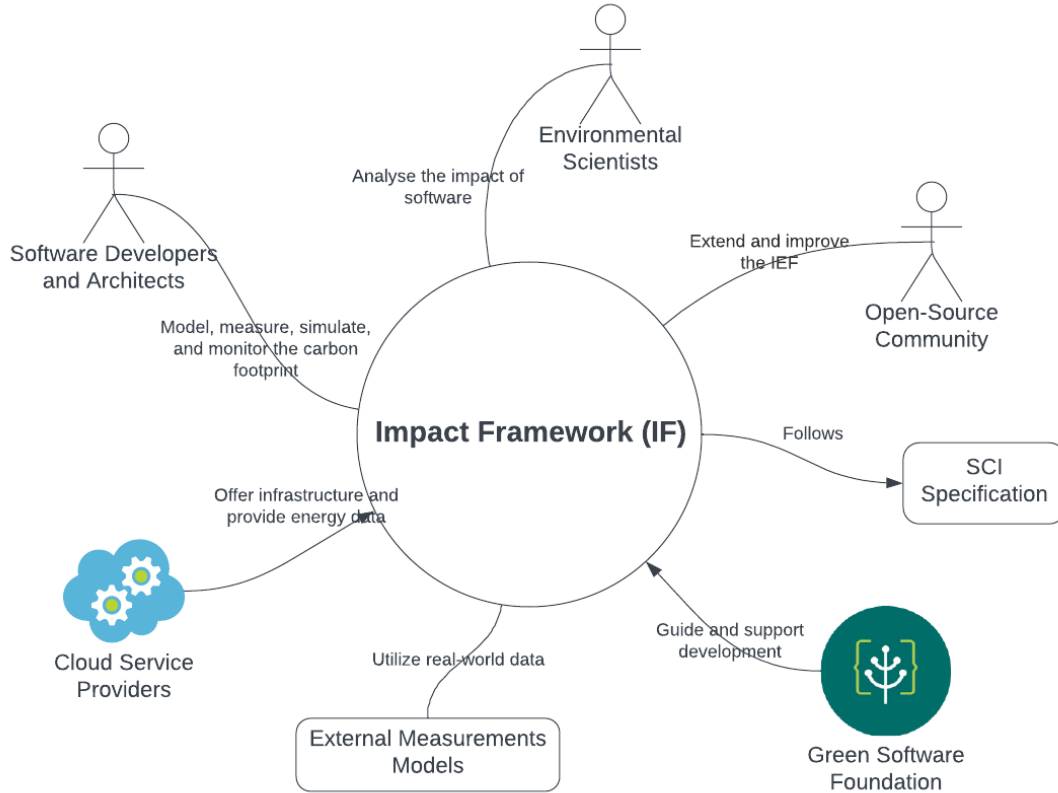 Environmental
Scientists
Analyse the impact of
software
Software Developers
and Architects
Extend and improve
the IEF
Open-Source
Community
Model, measure, simulate,
and monitor the carbon
footprint
Impact Framework (IF)
Follows
SCI
Specification
Offer infrastructure and
provide energy data
Cloud Service
Providers
Utilize real-world data
External Measurements
Models
Guide and support
development
Green Software
Foundation